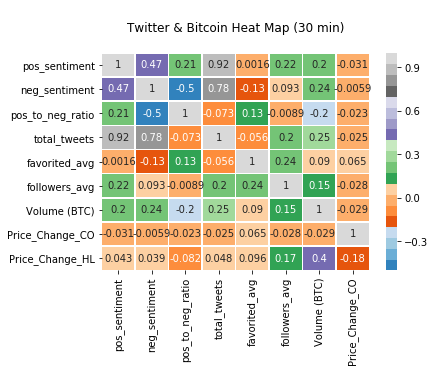 Twitter & Bitcoin Heat Map (30 min)
pos_sentiment 1 0.47 0.21 0.92 0.0016 0.22 0.2 -0.031
neg_sentiment 0.47 1 -0.5 0.78 -0.13 0.093 0.24 -0.0059
pos_to_neg_ratio 0.21 -0.5 1 -0.073 0.13 -0.0089 -0.2 -0.023
total_tweets 0.92 0.78 -0.073 1 -0.056 0.2 0.25 -0.025
favorited_avg -0.0016 -0.13 0.13 -0.056 1 0.24 0.09 0.065
followers_avg 0.22 0.093 -0.0089 0.2 0.24 1 0.15 -0.028
Volume (BTC) 0.2 0.24 -0.2 0.25 0.09 0.15 1 -0.029
Price_Change_CO -0.031 -0.0059 -0.023 -0.025 0.065 -0.028 -0.029 1
Price_Change_HL 0.043 0.039 -0.082 0.048 0.096 0.17 0.4 -0.18
pos_sentiment
neg_sentiment
pos_to_neg_ratio
total_tweets
favorited_avg
followers_avg
Volume (BTC)
Price_Change_CO
0.9
0.6
0.3
0.0
−0.3